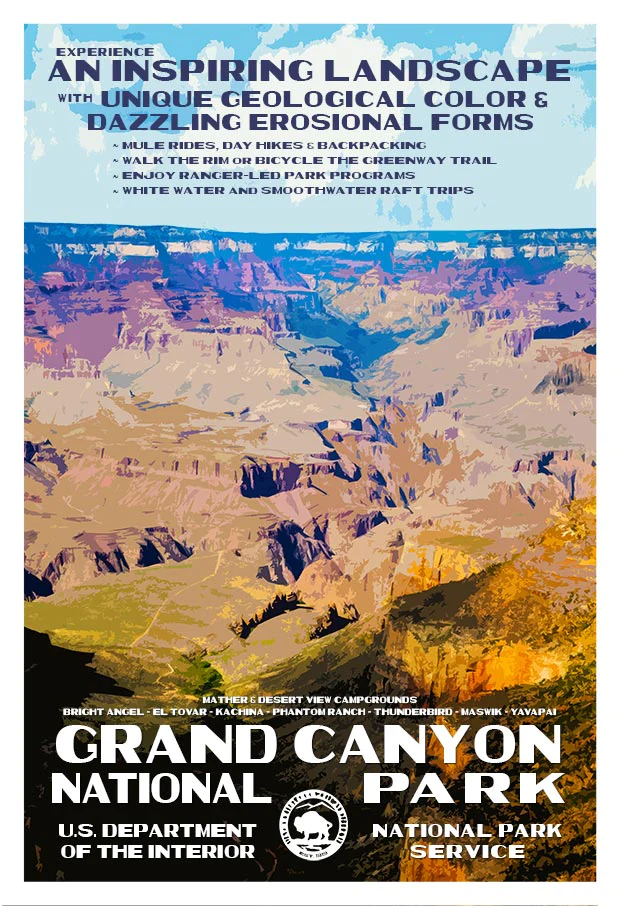 EXPERIENCE
AN INSPIRING LANDSCAPE
WITH UNIQUE GEOLOGICAL COLOR &
DAZZLING EROSIONAL FORMS
~ MULE RIDES, DAY HIKES & BACKPACKING
~ WALK THE RIM OR BICYCLE THE GREENWAY TRAIL
~ ENJOY RANGER-LED PARK PROGRAMS
~ WHITE WATER AND SMOOTHWATER RAFT TRIPS
MATHER & DESERT VIEW CAMPGROUNDS
BRIGHT ANGEL - EL TOVAR - KACHINA - PHANTOM RANCH - THUNDERBIRD - MASWIK - YAVAPAI
GRAND CANYON
NATIONAL PARK
U.S. DEPARTMENT
OF THE INTERIOR
NATIONAL PARK
SERVICE